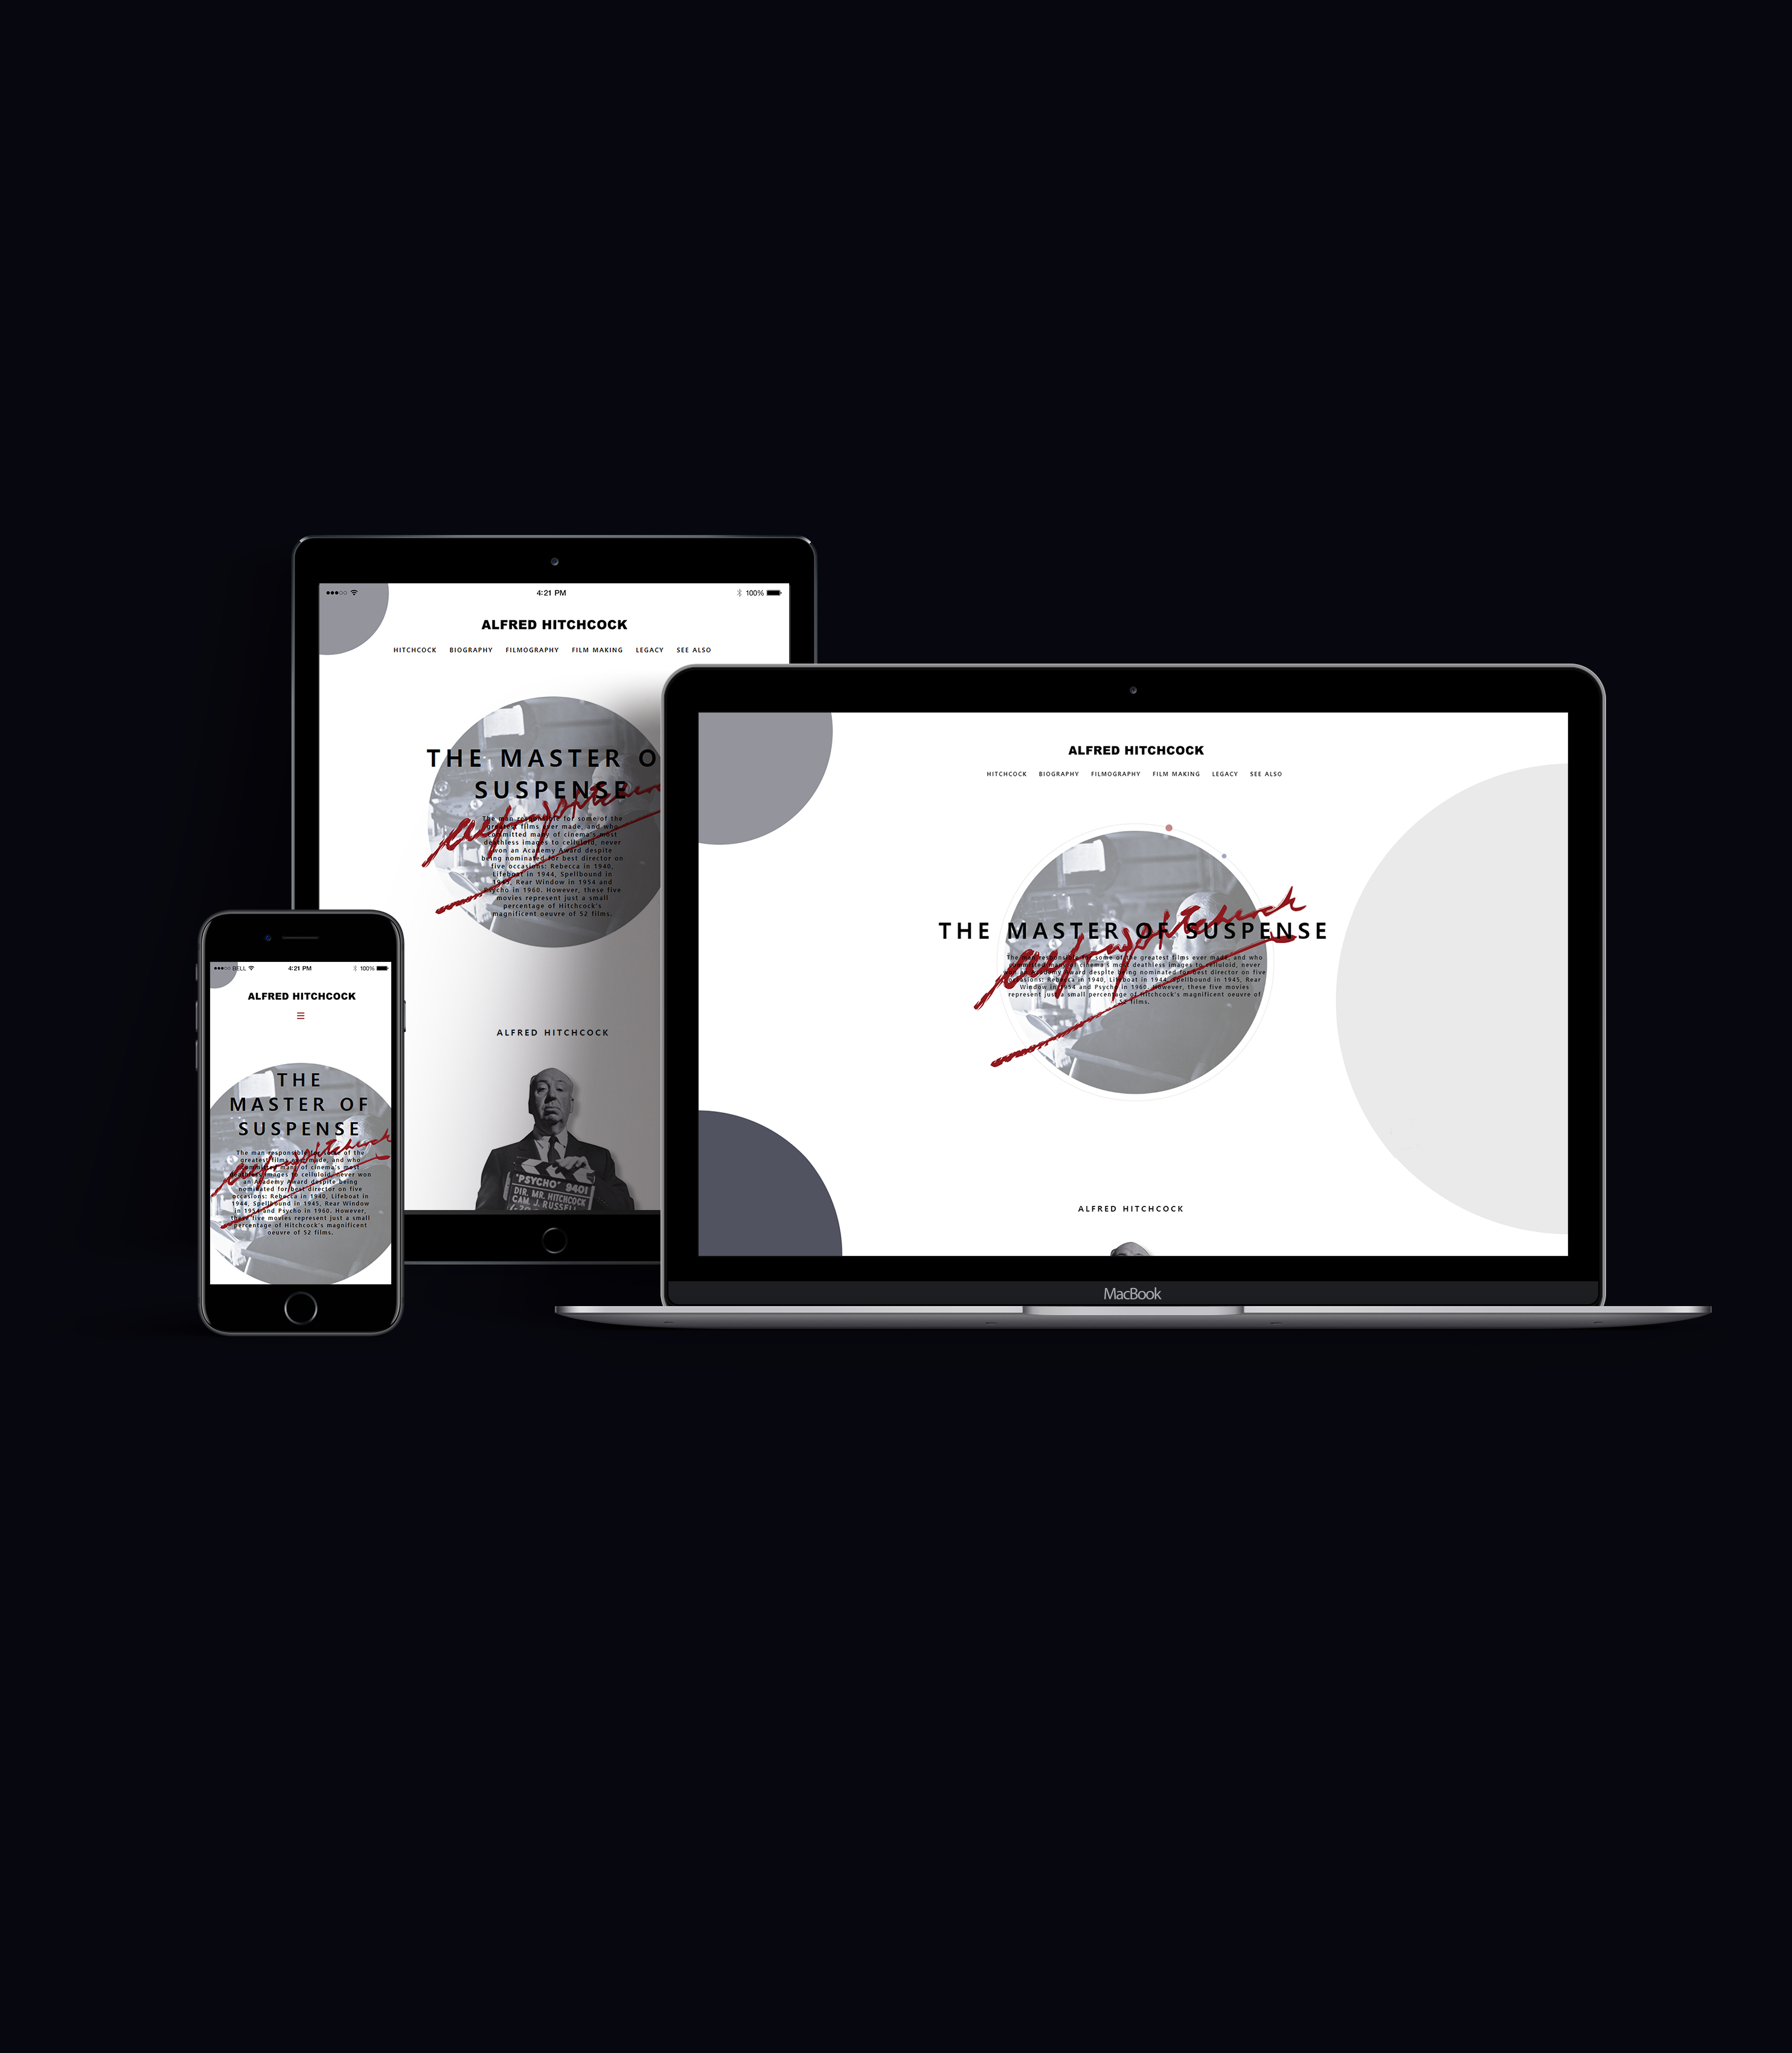 4:21 PM
100%
ALFRED HITCHCOCK
HITCHCOCK BIOGRAPHY FILMOGRAPHY FILM MAKING LEGACY SEE ALSO
THE MASTER O
SUSPENSE
The man responsible for some of the
greatest films ever made, and who
committed many of cinema's most
deathless images to celluloid, never
won an Academy Award despite
being nominated for best director on
five occasions: Rebecca in 1940,
Lifeboat in 1944, Spellbound in
1945, Rear Window in 1954 and
Psycho in 1960. However, these five
movies represent just a small
percentage of Hitchcock's
magnificent oeuvre of 52 films.
ALFRED HITCHCOCK
"PSYCHO" 9401
DIR. MR. HITCHCOCK
CAM. J. RUSSELL
ALFRED HITCHCOCK
HITCHCOCK BIOGRAPHY FILMOGRAPHY FILM MAKING LEGACY SEE ALSO
THE MASTER OF SUSPENSE
The man responsible for some of the greatest films ever made, and who
committed many of cinema's most deathless images to celluloid, never
won an Academy Award despite being nominated for best director on five
occasions: Rebecca in 1940, Lifeboat in 1944, Spellbound in 1945, Rear
Window in 1954 and Psycho in 1960. However, these five movies
represent just a small percentage of Hitchcock's magnificent oeuvre of
52 films.
ALFRED HITCHCOCK
MacBook
BELL 4:21 PM 100%
ALFRED HITCHCOCK
THE
MASTER OF
SUSPENSE
The man responsible for some of the
greatest films ever made, and who
committed many of cinema's most
deathless images to celluloid, never won
an Academy Award despite being
nominated for best director on five
occasions: Rebecca in 1940, Lifeboat in
1944, Spellbound in 1945, Rear Window
in 1954 and Psycho in 1960. However,
these five movies represent just a small
percentage of Hitchcock's magnificent
oeuvre of 52 films.